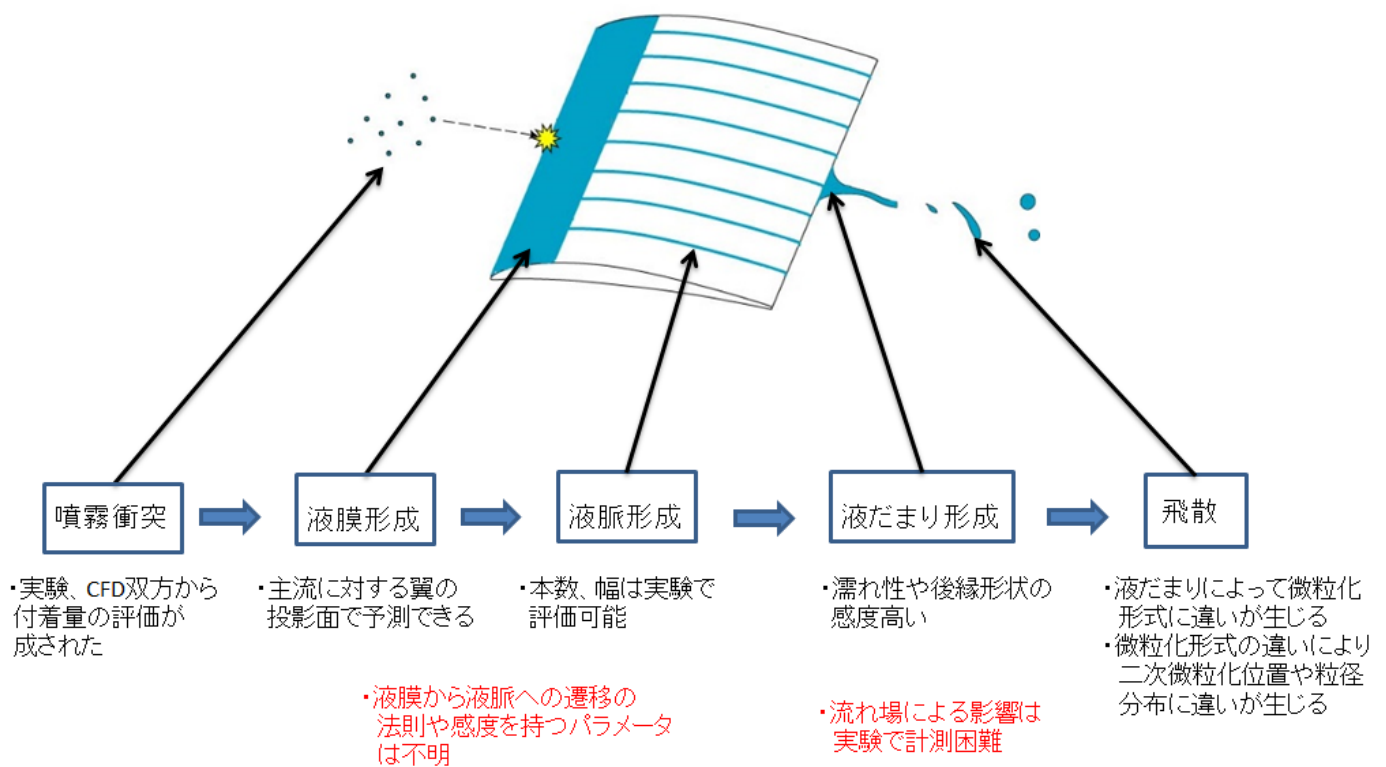 噴霧衝突
液膜形成
液脈形成
液だまり形成
飛散
・実験、CFD双方から
付着量の評価が
成された
・主流に対する翼の
投影面で予測できる
・本数、幅は実験で
評価可能
・濡れ性や後縁形状の
感度高い
・液だまりによって微粒化
形式に違いが生じる
・微粒化形式の違いにより
二次微粒化位置や粒径
分布に違いが生じる
・液膜から液脈への遷移の
法則や感度を持つパラメータ
は不明
・流れ場による影響は
実験で計測困難